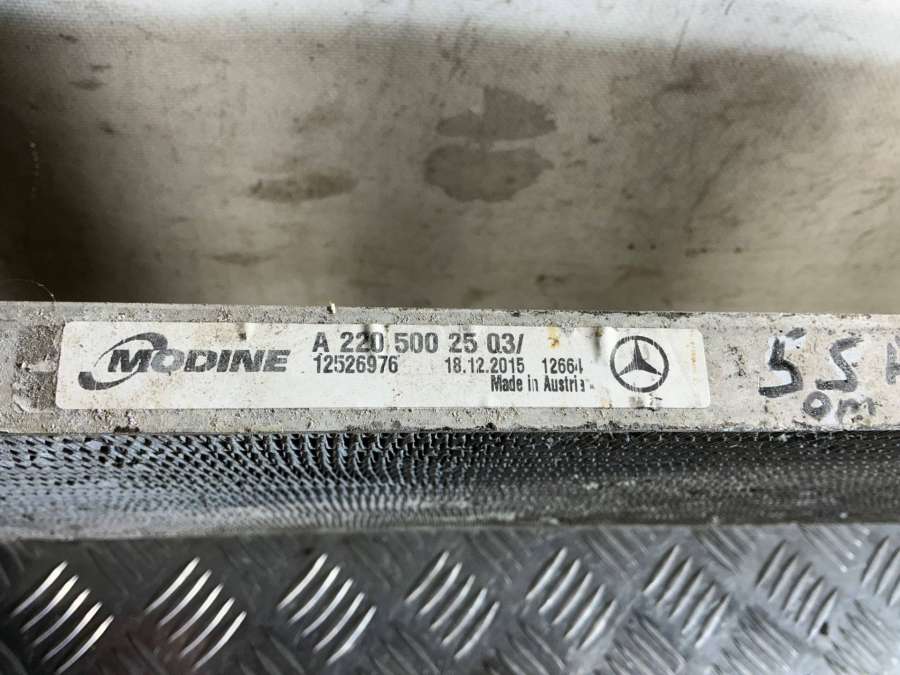 MODINE
A 220 500 25 03/
12526976 18.12.2015 12664
Made in Austria
55
om